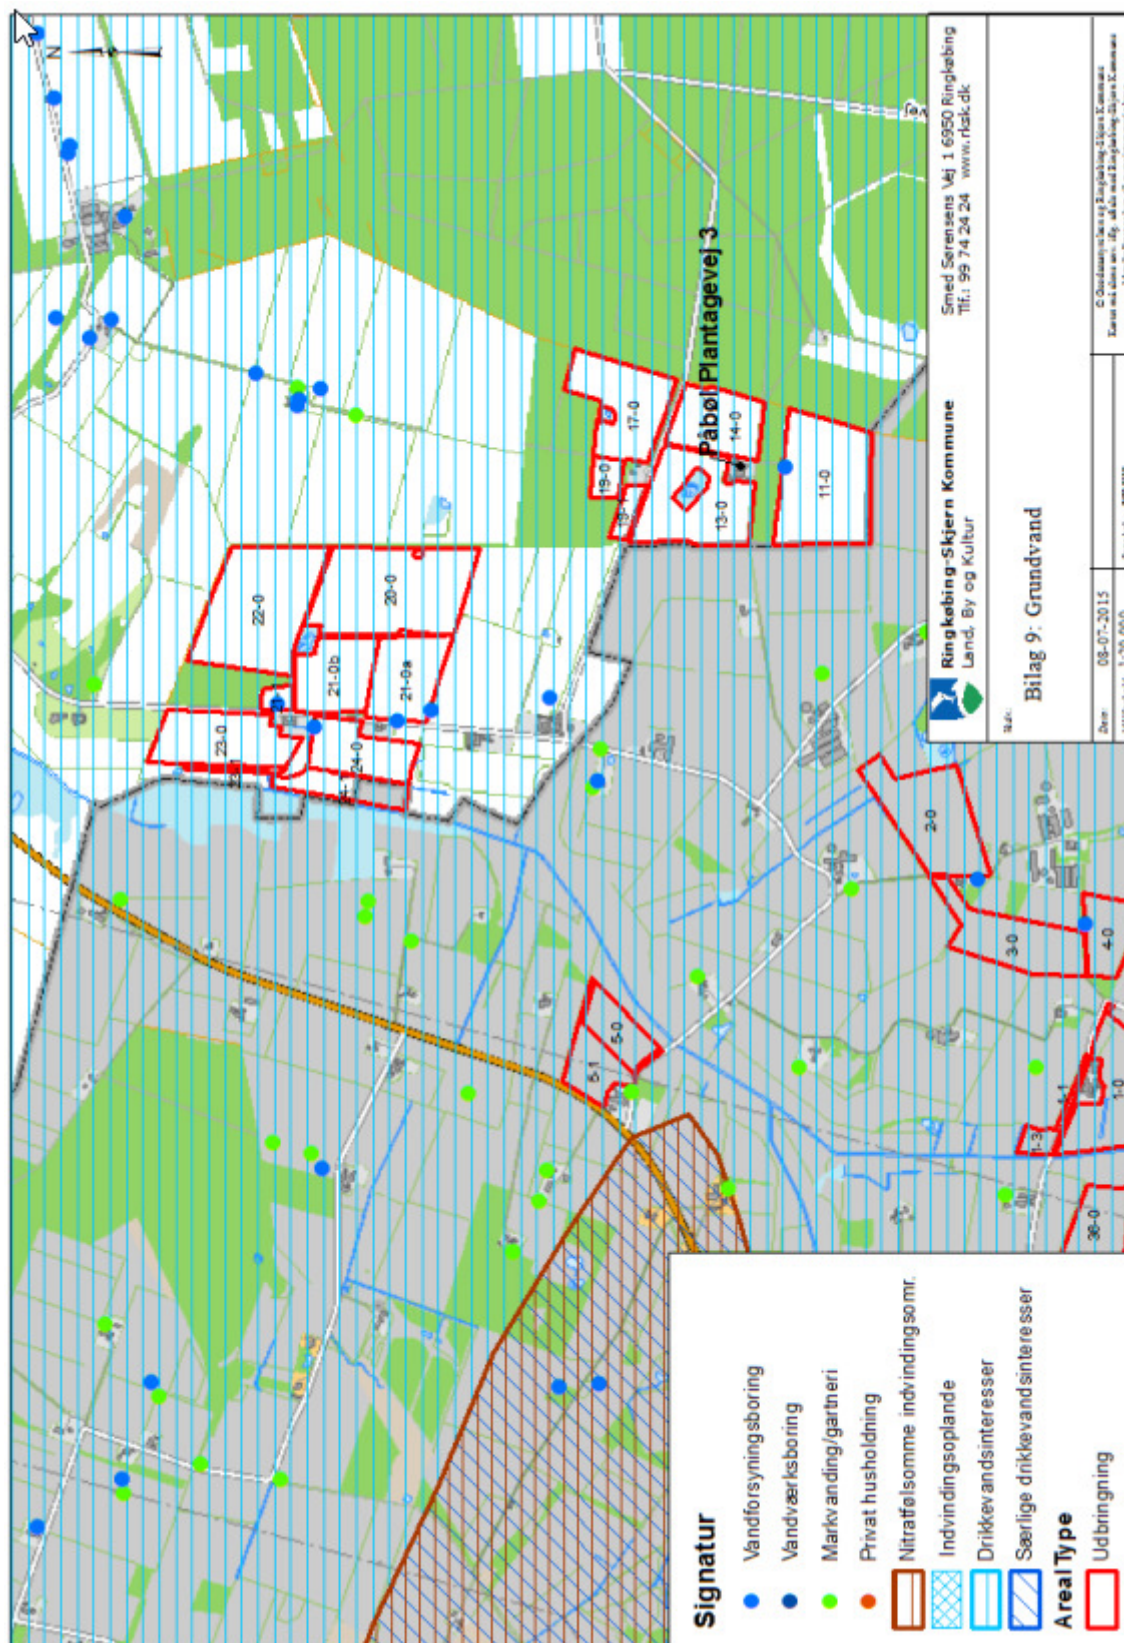 N
22-0
20-0
21-0b
21-0a
23-0
24-0
19-0
17-0
Påbøl Plantagevej 3
14-0
13-0
11-0
2-0
3-0
4-0
5-1
5-0
1-3
1-0
36-0
Signatur
Vandforsyningsboring
Vandværksboring
Markvanding/gartneri
Privat husholdning
Nitratfølsomme indvindingsomr.
Indvindingsoplande
Drikkevandsinteresser
Særlige drikkevandsinteresser
ArealType
Udbringning
Ringkøbing-Skjern Kommune
Land, By og Kultur
Smed Sørensens Vej 1 6950 Ringkøbing
Tlf.: 99 74 24 24 www.rksk.dk
Bilag 9: Grundvand
Dato:
08-07-2015